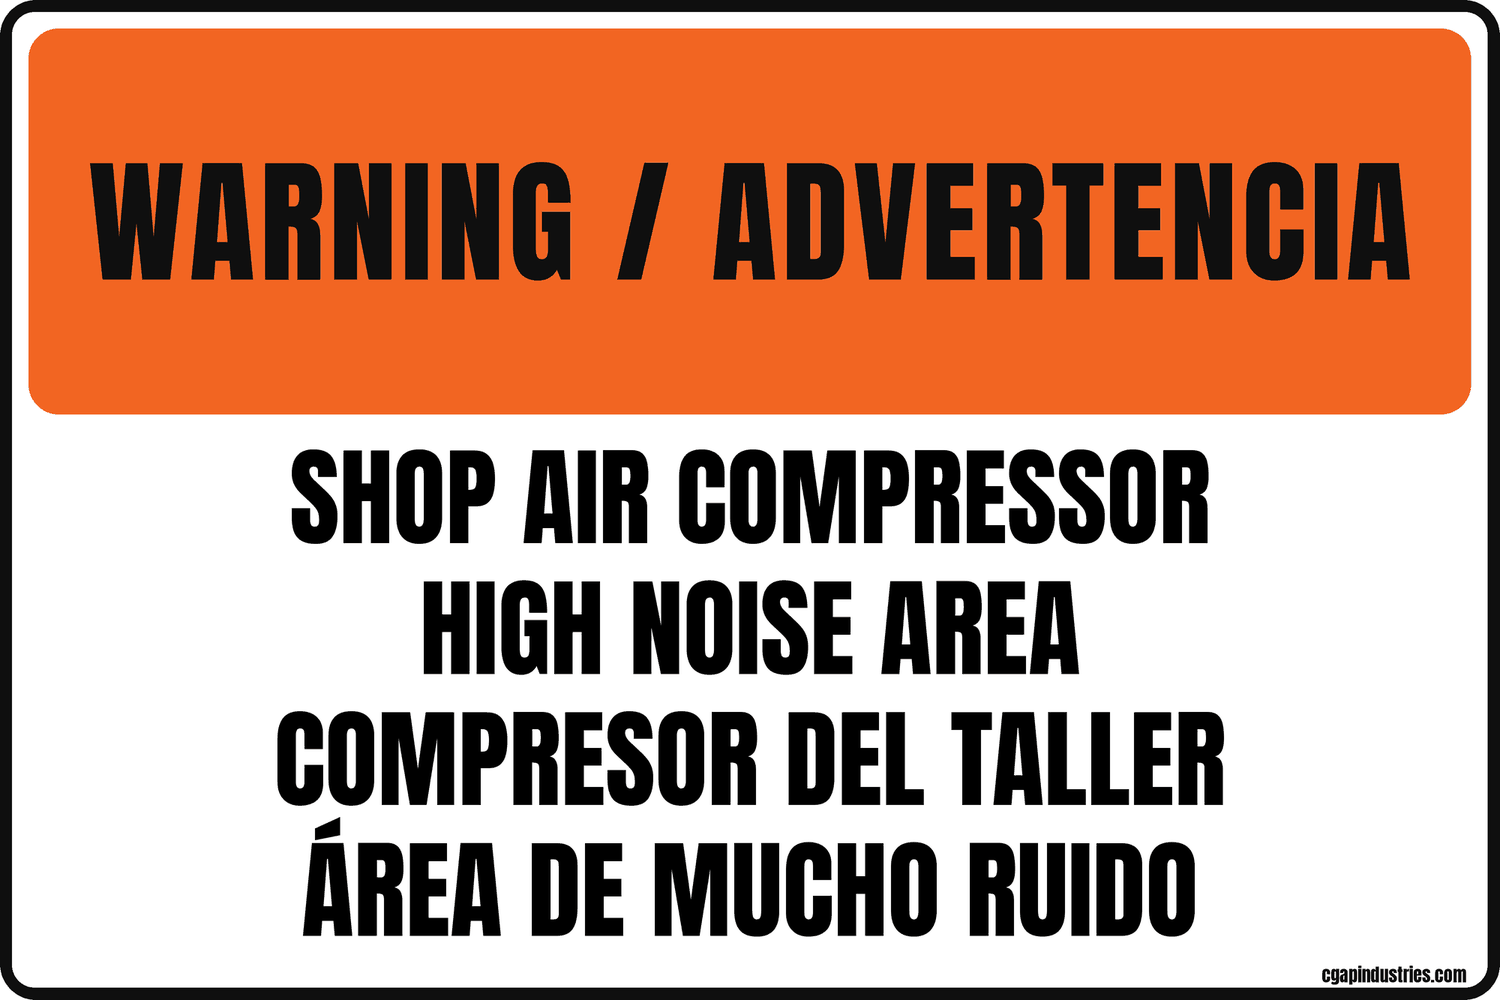 WARNING / ADVERTENCIA
SHOP AIR COMPRESSOR
HIGH NOISE AREA
COMPRESOR DEL TALLER
ÁREA DE MUCHO RUIDO
cgapindustries.com